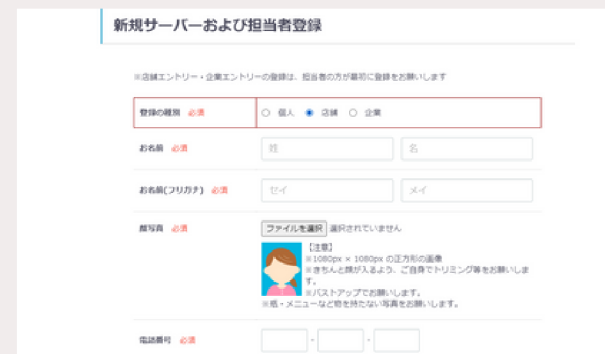 新規サーバーおよび担当者登録
※店舗エントリー・企業エントリーの登録は、担当者の方が最初に登録をお願いします
登録の種別 必須 個人 店舗 企業
お名前 必須 姓 名
お名前(フリガナ) 必須 セイ メイ
顔写真 必須 ファイルを選択 選択されていません
【注意】
※1080px × 1080px の正方形の画像
※きちんと顔が入るよう、ご自身でトリミング等をお願いしま
す。
※バストアップでお願いします。
※瓶・メニューなど物を持たない写真をお願いします。
電話番号 必須 - -